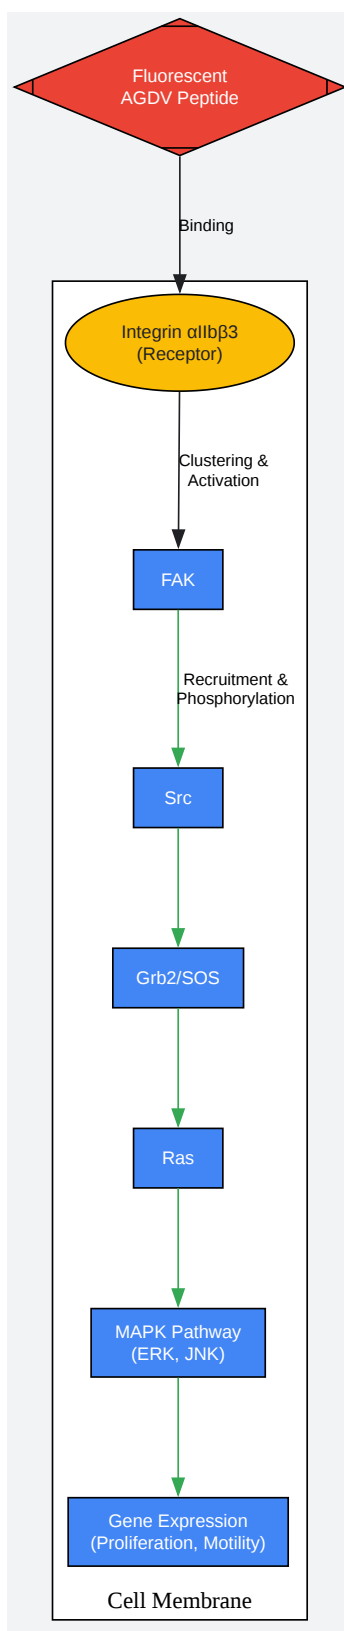 Fluorescent
AGDV Peptide
Binding
Integrin αIIbβ3
(Receptor)
Clustering &
Activation
FAK
Recruitment &
Phosphorylation
Src
Grb2/SOS
Ras
MAPK Pathway
(ERK, JNK)
Gene Expression
(Proliferation, Motility)
Cell Membrane